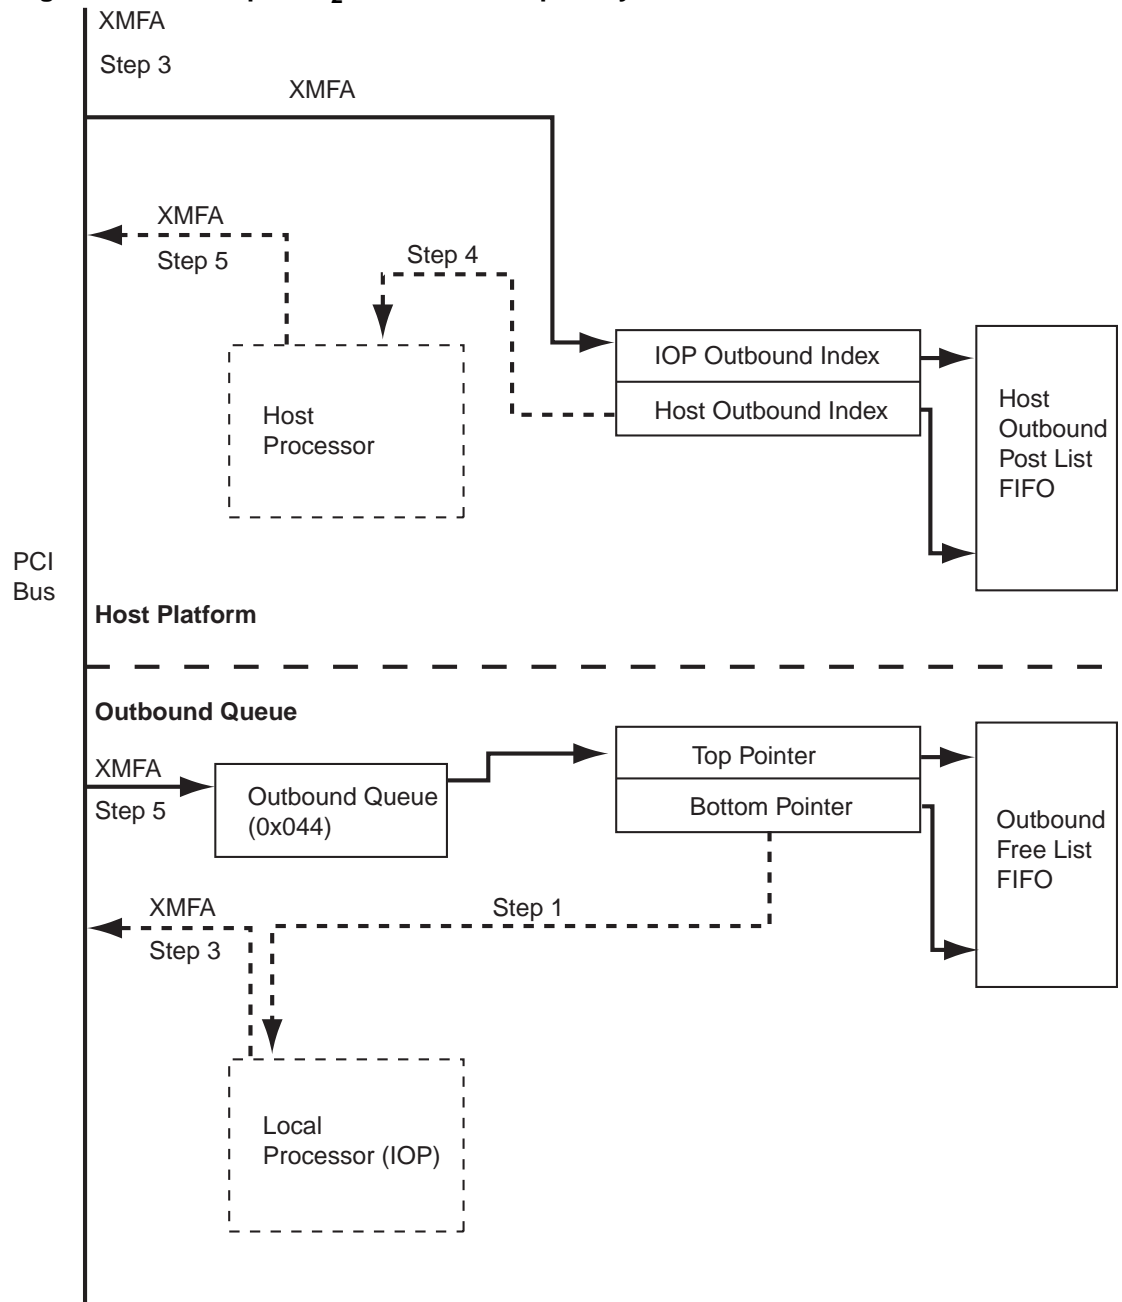 XMFA
Step 3
XMFA
XMFA
Step 5
Step 4
IOP Outbound Index
Host Outbound Index
Host
Processor
Host
Outbound
Post List
FIFO
PCI
Bus
Host Platform
Outbound Queue
XMFA
Step 5
Outbound Queue
(0x044)
Top Pointer
Bottom Pointer
Outbound
Free List
FIFO
XMFA
Step 3
Step 1
Local
Processor (IOP)